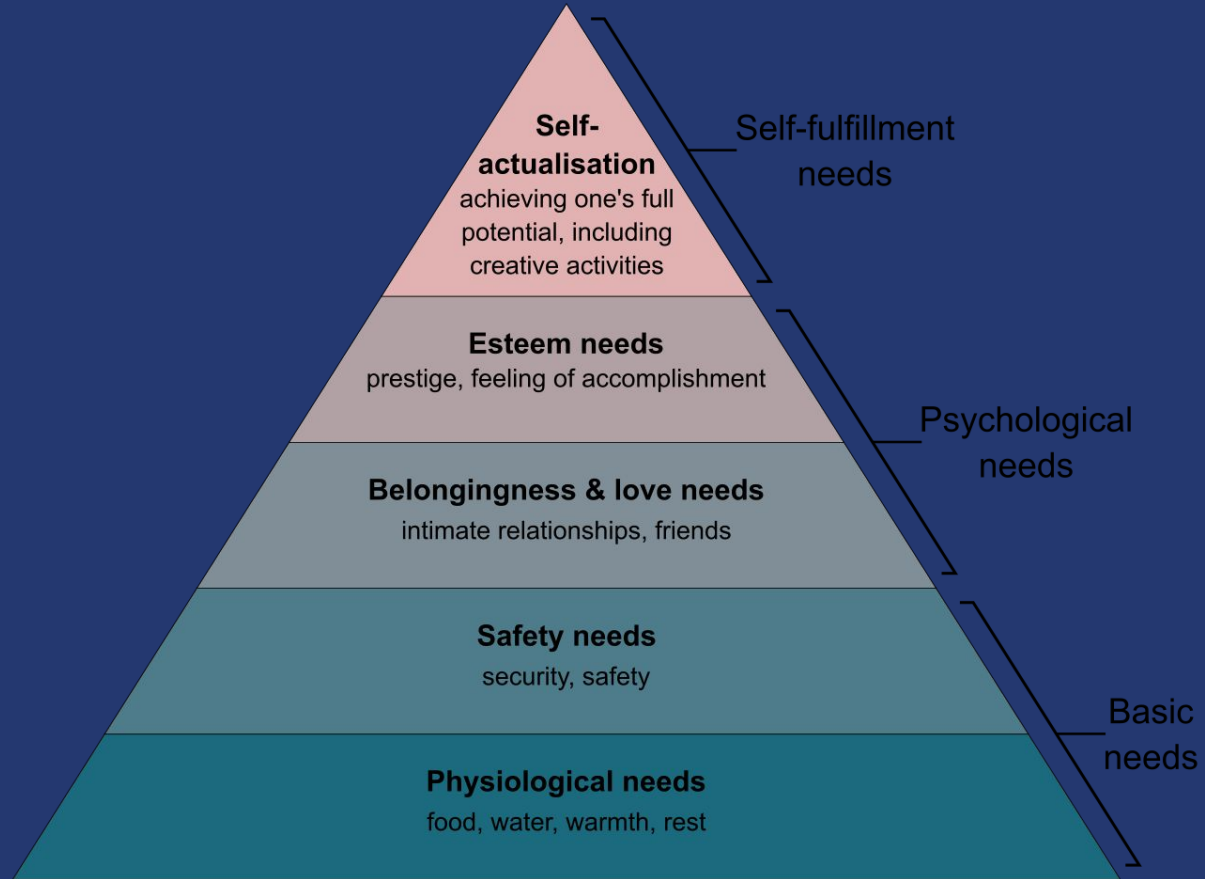 Self-
actualisation
achieving one's full
potential, including
creative activities
Self-fulfillment
needs
Esteem needs
prestige, feeling of accomplishment
Psychological
needs
Belongingness & love needs
intimate relationships, friends
Safety needs
security, safety
Basic
needs
Physiological needs
food, water, warmth, rest